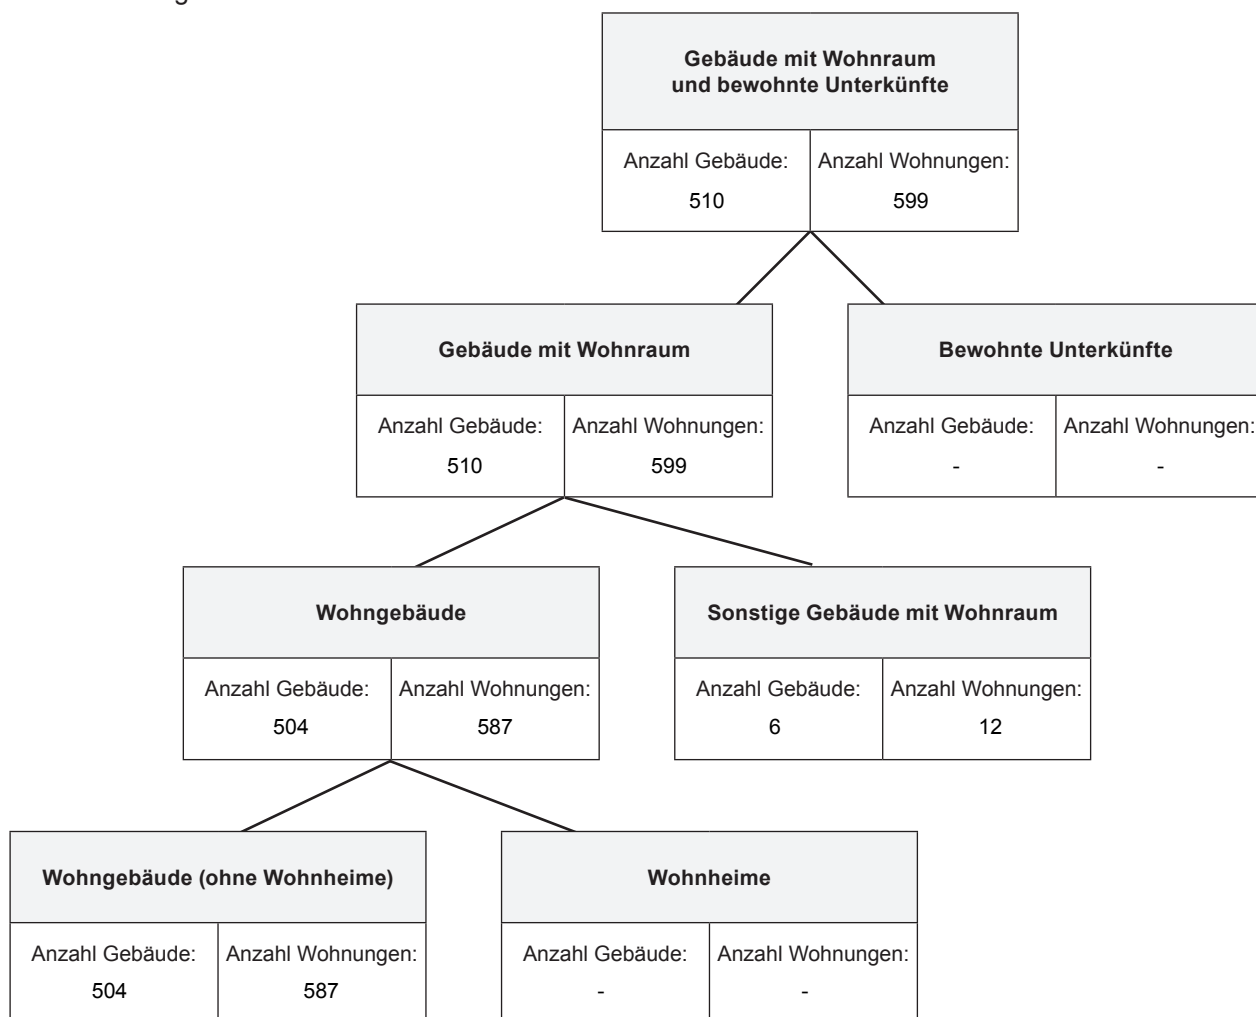 Gebäude mit Wohnraum
und bewohnte Unterkünfte
Anzahl Gebäude: Anzahl Wohnungen:
510 599
Gebäude mit Wohnraum Bewohnte Unterkünfte
Anzahl Gebäude: Anzahl Wohnungen: Anzahl Gebäude: Anzahl Wohnungen:
510 599 - -
Wohngebäude Sonstige Gebäude mit Wohnraum
Anzahl Gebäude: Anzahl Wohnungen: Anzahl Gebäude: Anzahl Wohnungen:
504 587 6 12
Wohngebäude (ohne Wohnheime) Wohnheime
Anzahl Gebäude: Anzahl Wohnungen: Anzahl Gebäude: Anzahl Wohnungen:
504 587 - -